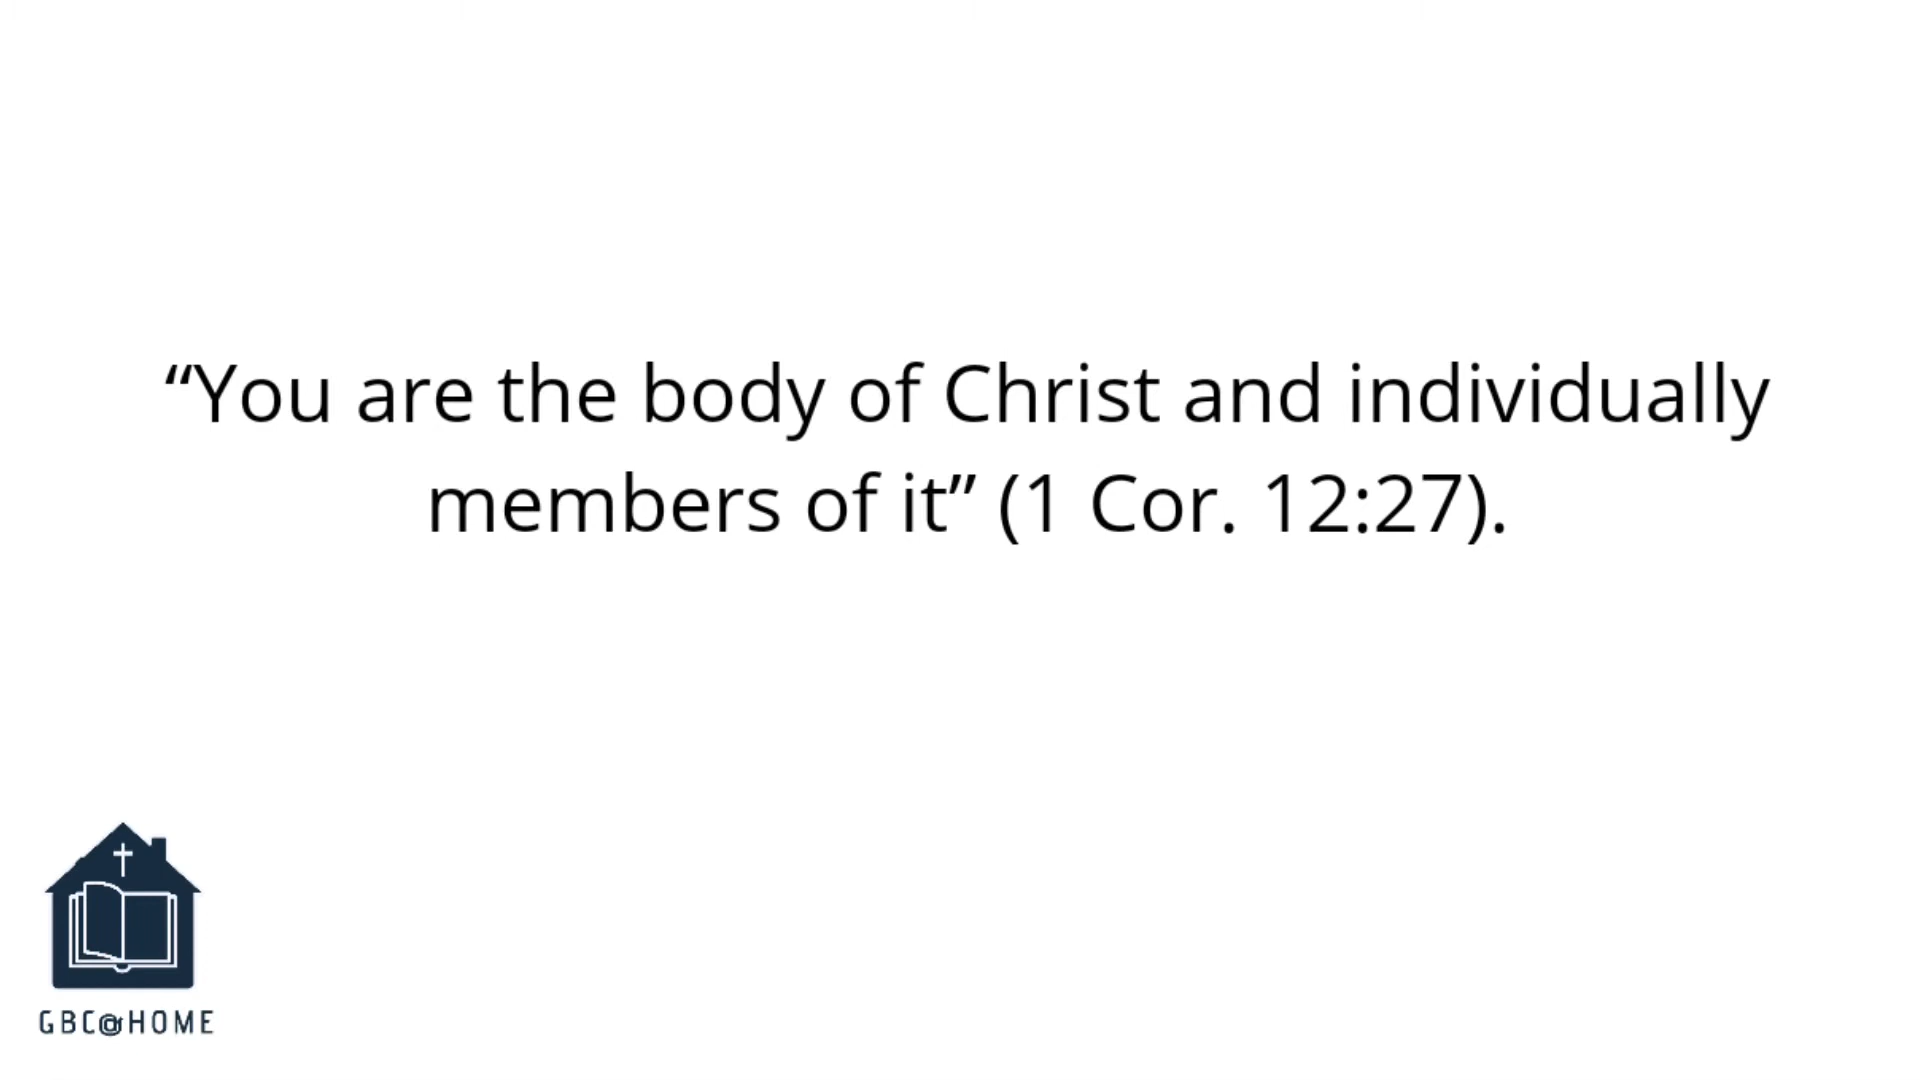 “You are the body of Christ and individually
members of it” (1 Cor. 12:27).
GBC@HOME